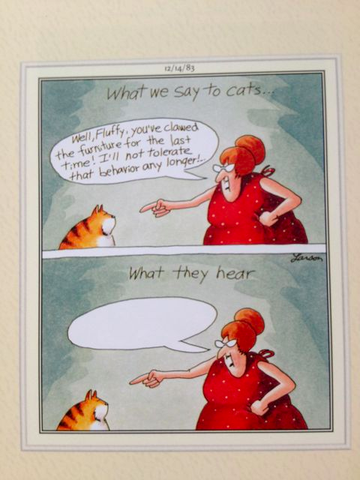 12/14/83
What we say to cats...
Well, Fluffy, you've clawed
the furniture for the last
time! I'll not tolerate
that behavior any longer!..
Larson
What they hear